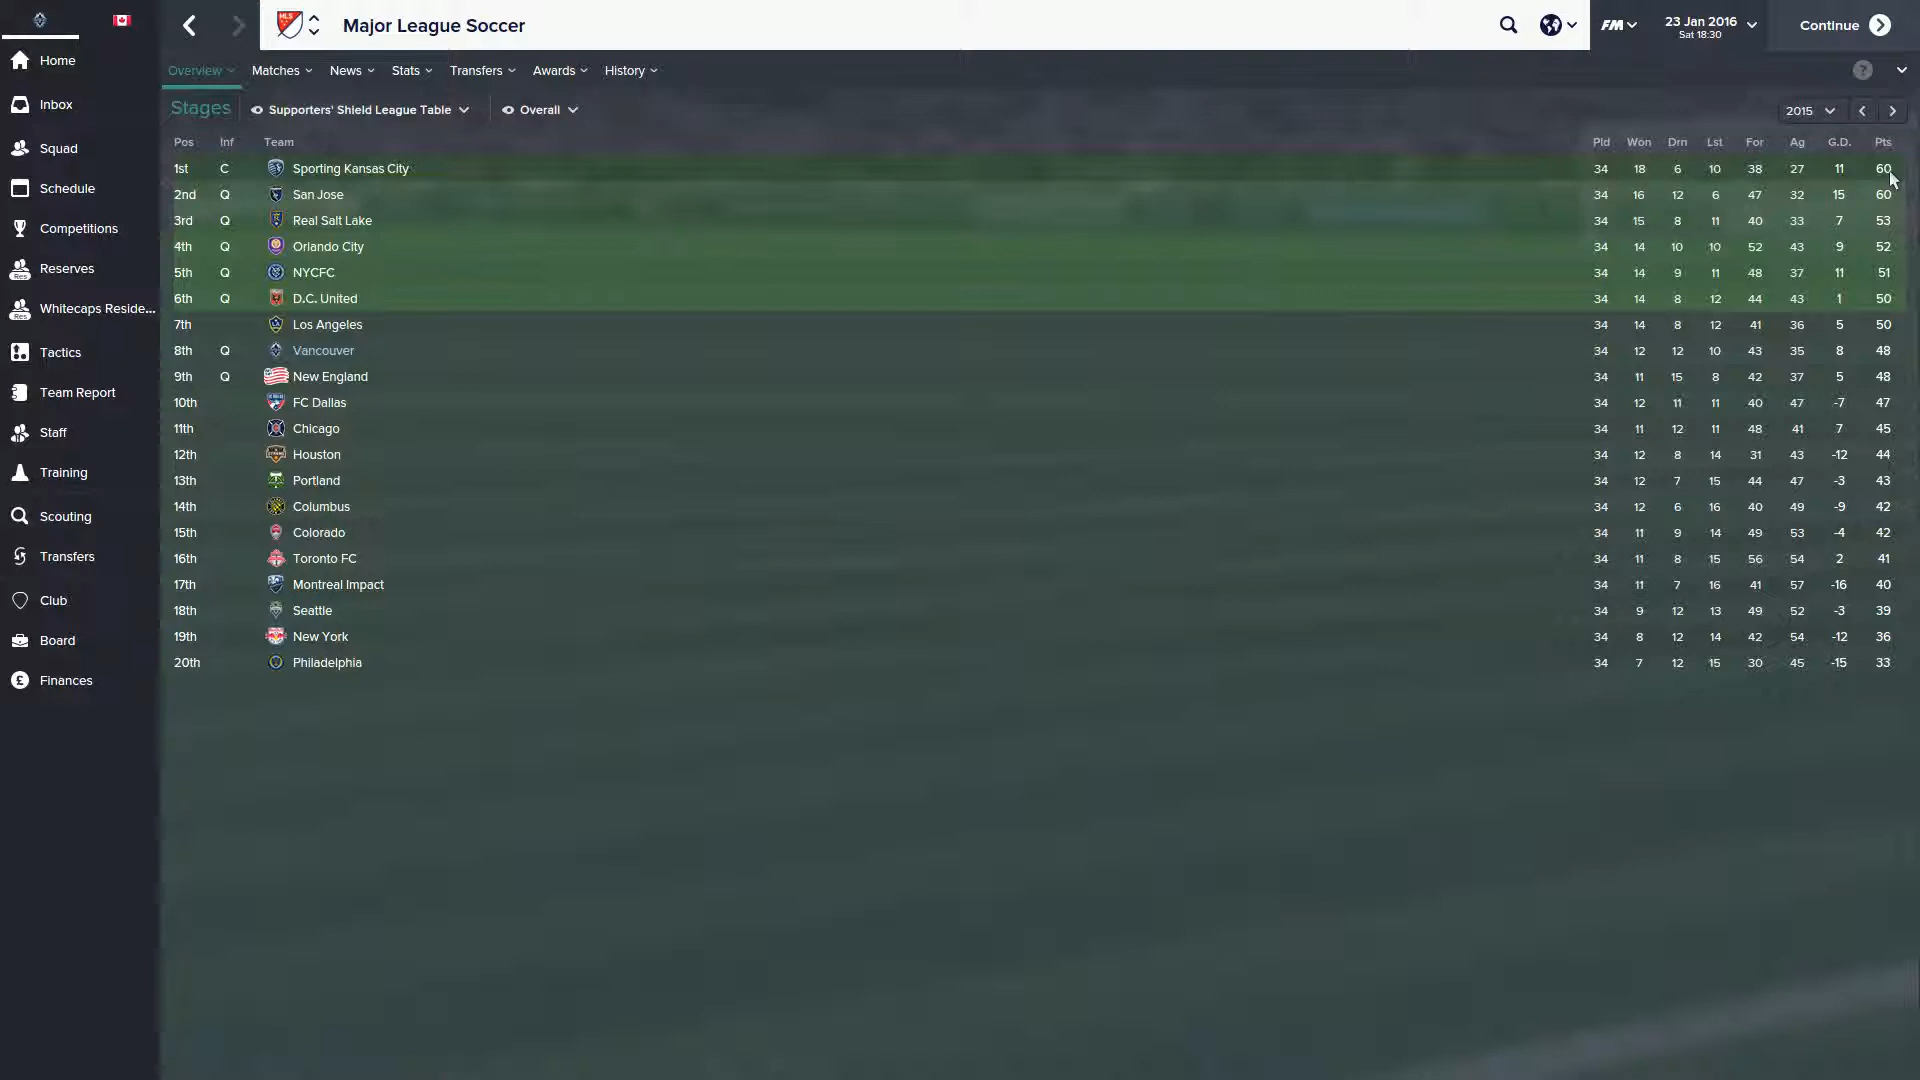 Major League Soccer
FM
23 Jan 2016
Sat 18:30
Continue
Home
Inbox
Squad
Schedule
Competitions
Reserves
Whitecaps Reside...
Tactics
Team Report
Staff
Training
Scouting
Transfers
Club
Board
Finances
Overview Matches News Stats Transfers Awards History ?
Stages Supporters' Shield League Table Overall 2015
Pos Inf Team Pld Won Drn Lst For Ag G.D. Pts
1st C Sporting Kansas City 34 18 6 10 38 27 11 60
2nd Q San Jose 34 16 12 6 47 32 15 60
3rd Q Real Salt Lake 34 15 8 11 40 33 7 53
4th Q Orlando City 34 14 10 10 52 43 9 52
5th Q NYCFC 34 14 9 11 48 37 11 51
6th Q D.C. United 34 14 8 12 44 43 1 50
7th Los Angeles 34 14 8 12 41 36 5 50
8th Q Vancouver 34 12 12 10 43 35 8 48
9th Q New England 34 11 15 8 42 37 5 48
10th FC Dallas 34 12 11 11 40 47 -7 47
11th Chicago 34 11 12 11 48 41 7 45
12th Houston 34 12 8 14 31 43 -12 44
13th Portland 34 12 7 15 44 47 -3 43
14th Columbus 34 12 6 16 40 49 -9 42
15th Colorado 34 11 9 14 49 53 -4 42
16th Toronto FC 34 11 8 15 56 54 2 41
17th Montreal Impact 34 11 7 16 41 57 -16 40
18th Seattle 34 9 12 13 49 52 -3 39
19th New York 34 8 12 14 42 54 -12 36
20th Philadelphia 34 7 12 15 30 45 -15 33